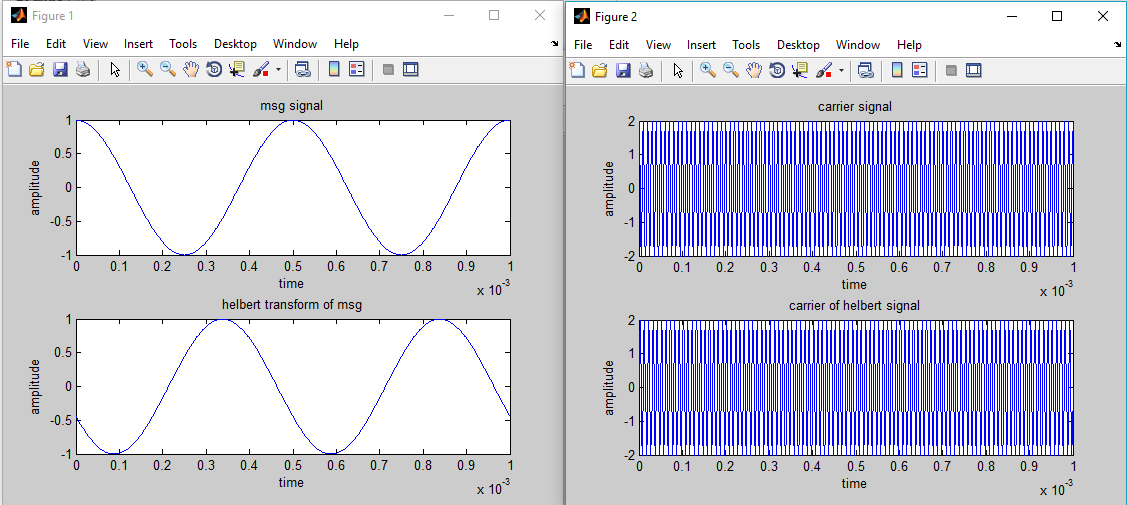 Figure 1
File Edit View Insert Tools Desktop Window Help
msg signal
amplitude
1
0.5
0
-0.5
-1
0 0.1 0.2 0.3 0.4 0.5 0.6 0.7 0.8 0.9 1
time
x 10-3
helbert transform of msg
amplitude
1
0.5
0
-0.5
-1
0 0.1 0.2 0.3 0.4 0.5 0.6 0.7 0.8 0.9 1
time
x 10-3
Figure 2
File Edit View Insert Tools Desktop Window Help
carrier signal
amplitude
2
1
0
-1
-2
0 0.1 0.2 0.3 0.4 0.5 0.6 0.7 0.8 0.9 1
time
x 10-3
carrier of helbert signal
amplitude
2
1
0
-1
-2
0 0.1 0.2 0.3 0.4 0.5 0.6 0.7 0.8 0.9 1
time
x 10-3